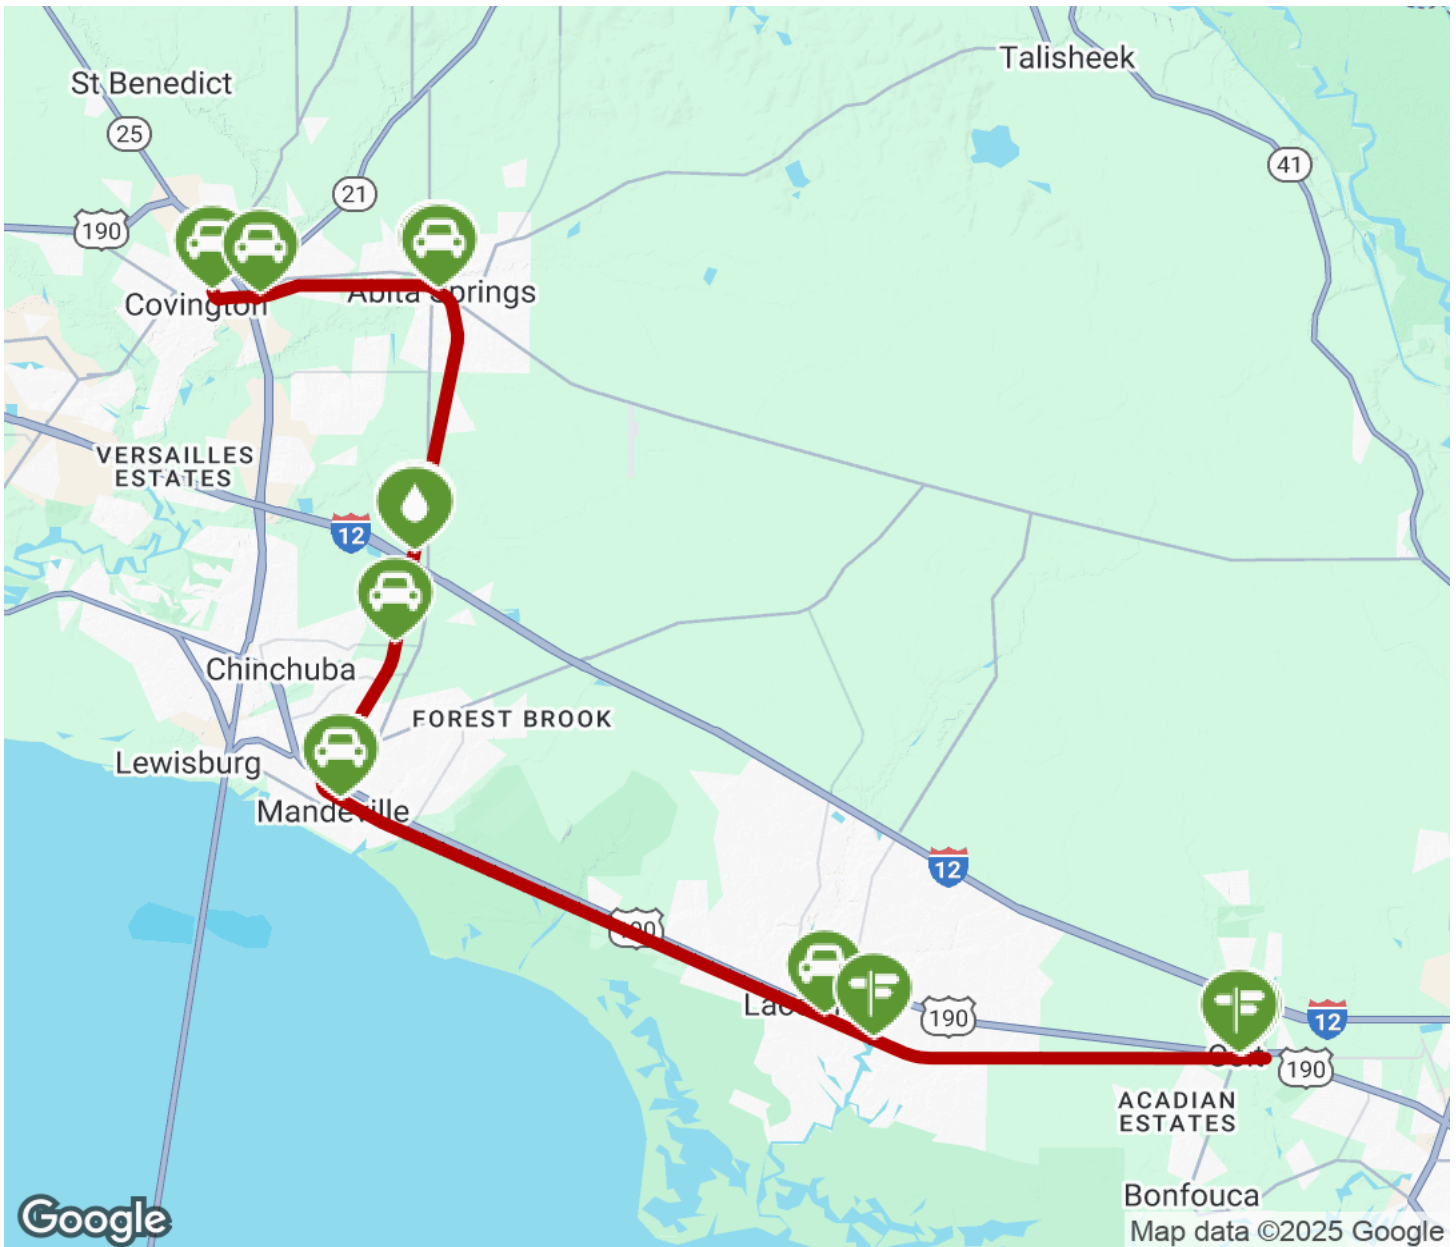 Talisheek
St Benedict
25
41
21
190
Abita Springs
Covington
VERSAILLES
ESTATES
12
Chinchuba
FOREST BROOK
Lewisburg
Mandeville
12
190
190
12
190
ACADIAN
ESTATES
Bonfouca
Google
Map data ©2025 Google